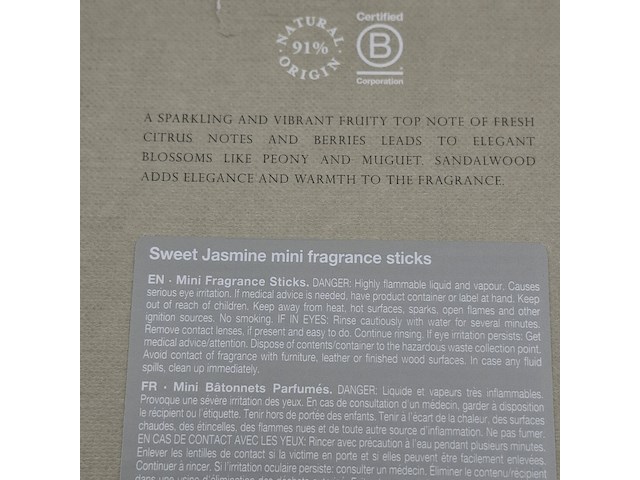 NATURAL
91%
ORIGIN
Certified
B
Corporation
A SPARKLING AND VIBRANT FRUITY TOP NOTE OF FRESH
CITRUS NOTES AND BERRIES LEADS TO ELEGANT
BLOSSOMS LIKE PEONY AND MUGUET. SANDALWOOD
ADDS ELEGANCE AND WARMTH TO THE FRAGRANCE.
Sweet Jasmine mini fragrance sticks
EN · Mini Fragrance Sticks. DANGER: Highly flammable liquid and vapour. Causes
serious eye irritation. If medical advice is needed, have product container or label at hand. Keep
out of reach of children. Keep away from heat, hot surfaces, sparks, open flames and other
ignition sources. No smoking. IF IN EYES: Rinse cautiously with water for several minutes.
Remove contact lenses, if present and easy to do. Continue rinsing. If eye irritation persists: Get
medical advice/attention. Dispose of contents/container to the hazardous waste collection point.
Avoid contact of fragrance with furniture, leather or finished wood surfaces. In case any fluid
spills, clean up immediately.
FR · Mini Bâtonnets Parfumés. DANGER: Liquide et vapeurs très inflammables.
Provoque une sévère irritation des yeux. En cas de consultation d'un médecin, garder à disposition
le récipient ou l'étiquette. Tenir hors de portée des enfants. Tenir à l'écart de la chaleur, des surfaces
chaudes, des étincelles, des flammes nues et de toute autre source d'inflammation. Ne pas fumer.
EN CAS DE CONTACT AVEC LES YEUX: Rincer avec précaution à l'eau pendant plusieurs minutes.
Enlever les lentilles de contact si la victime en porte et si elles peuvent être facilement enlevées.
Continuer à rincer. Si l'irritation oculaire persiste: consulter un médecin. Éliminer le contenu/récipient
dans une usine d'élimination des déchets